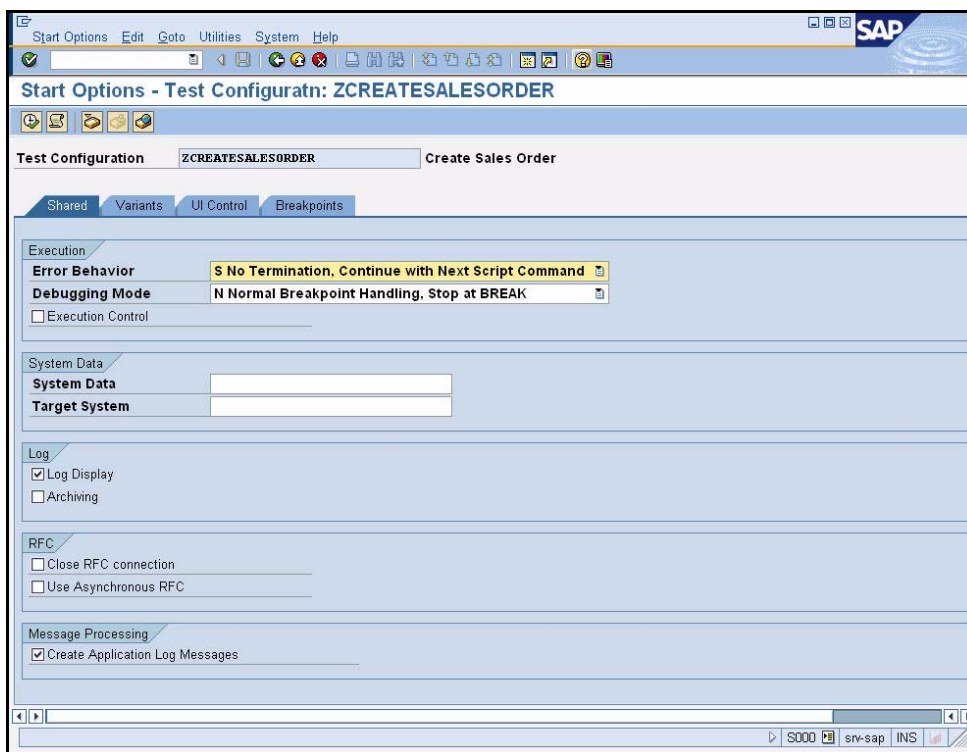 Start Options Edit Goto Utilities System Help
SAP
Start Options - Test Configuratn: ZCREATESALESORDER
Test Configuration ZCREATESALESORDER Create Sales Order
Shared Variants UI Control Breakpoints
Execution
Error Behavior S No Termination, Continue with Next Script Command
Debugging Mode N Normal Breakpoint Handling, Stop at BREAK
Execution Control
System Data
System Data
Target System
Log
Log Display
Archiving
RFC
Close RFC connection
Use Asynchronous RFC
Message Processing
Create Application Log Messages
S000 srv-sap INS